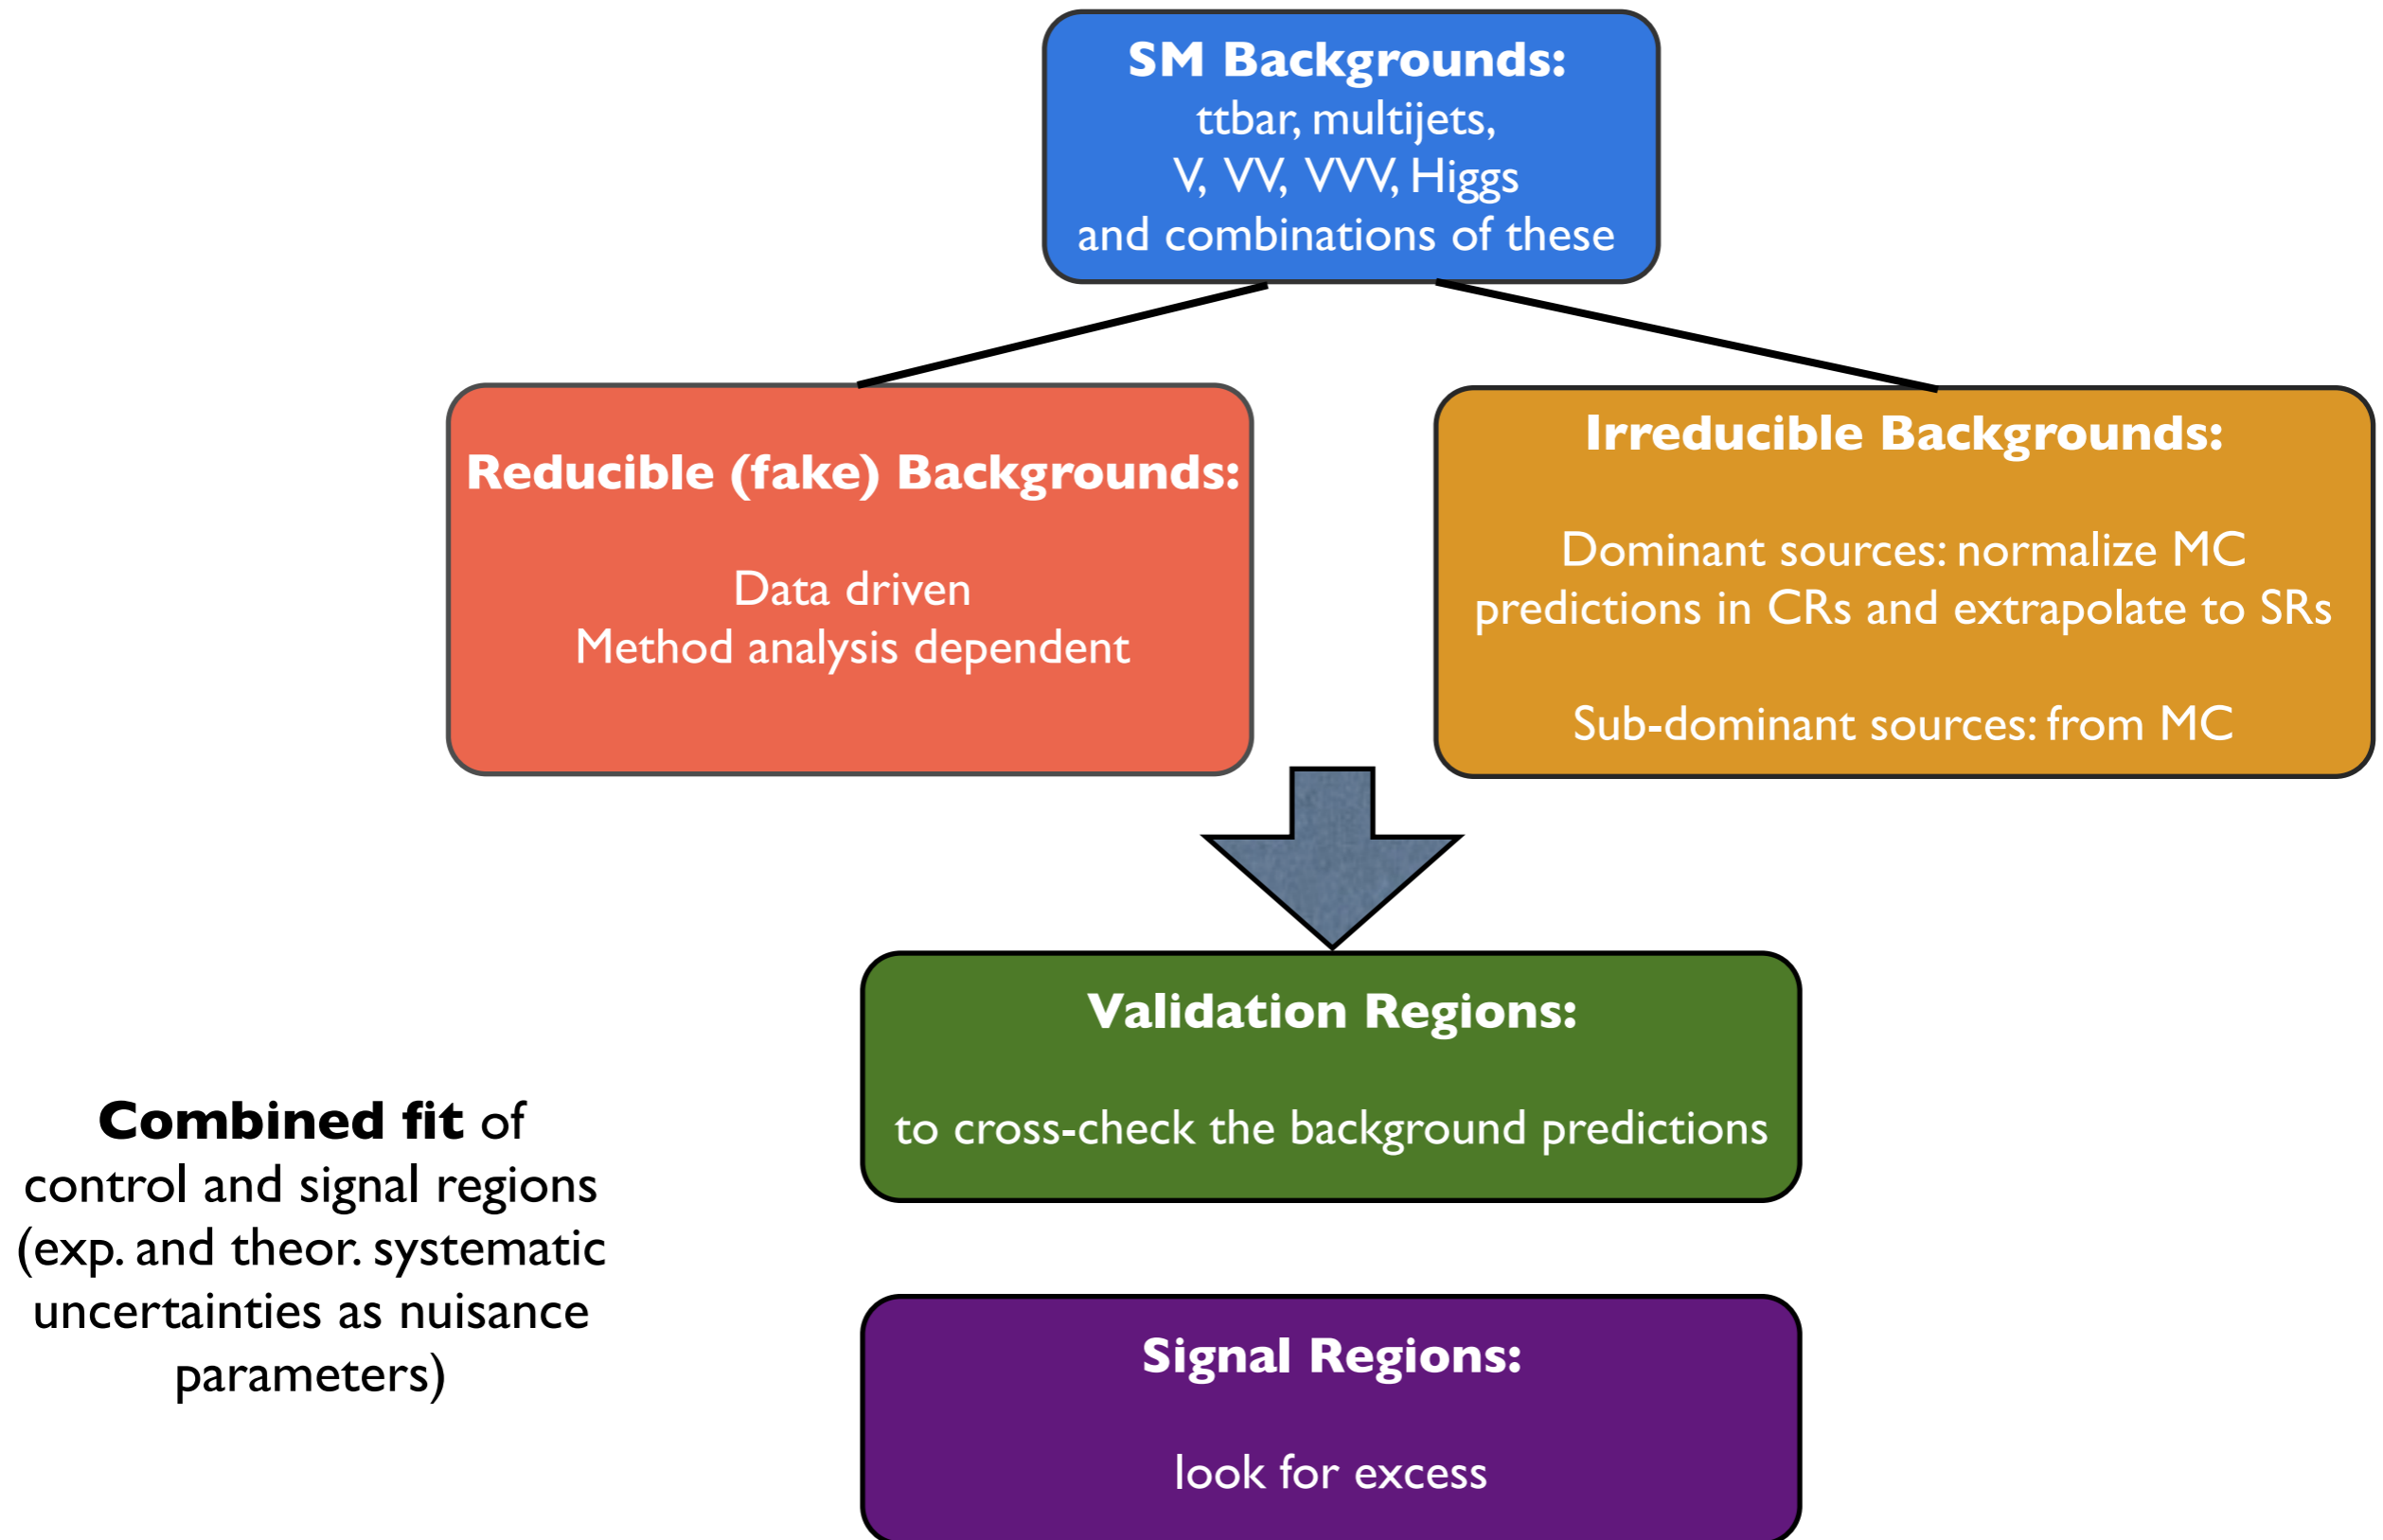 SM Backgrounds:
ttbar, multijets,
V, VV, VVV, Higgs
and combinations of these
Reducible (fake) Backgrounds:
Data driven
Method analysis dependent
Irreducible Backgrounds:
Dominant sources: normalize MC
predictions in CRs and extrapolate to SRs
Sub-dominant sources: from MC
Validation Regions:
to cross-check the background predictions
Combined fit of
control and signal regions
(exp. and theor. systematic
uncertainties as nuisance
parameters)
Signal Regions:
look for excess